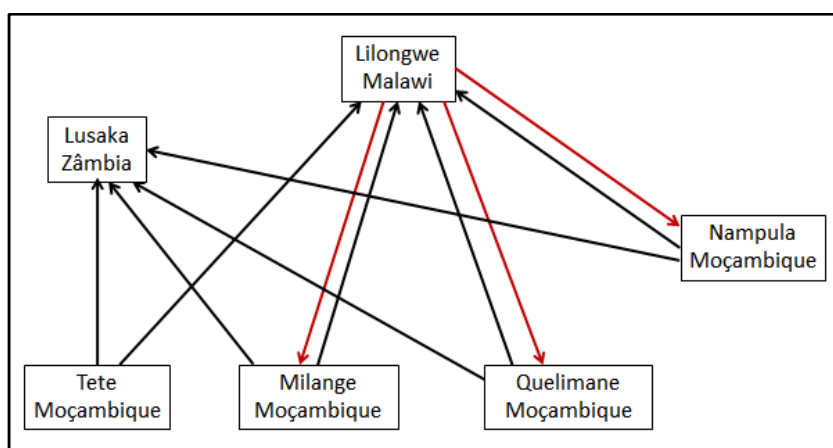 Lilongwe
Malawi
Lusaka
Zâmbia
Nampula
Moçambique
Tete
Moçambique
Milange
Moçambique
Quelimane
Moçambique